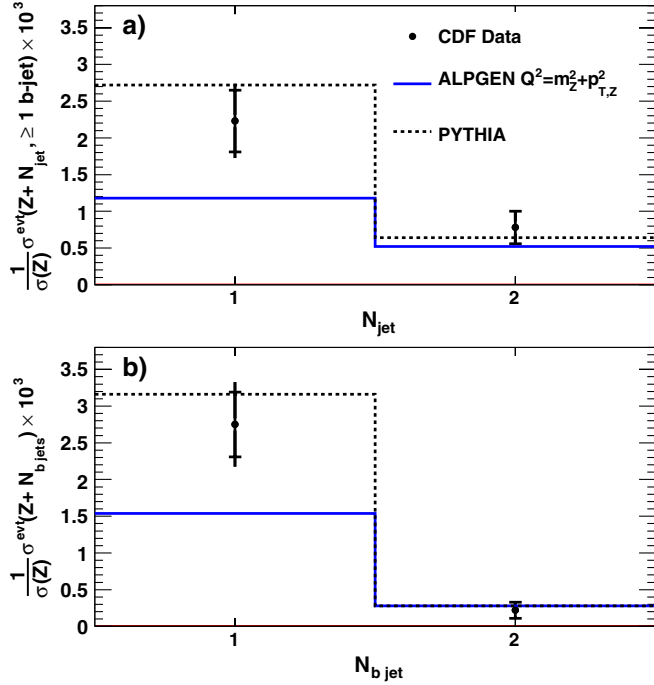 a)
CDF Data
ALPGEN Q²=m²_Z+p²_T,Z
PYTHIA
1/σ(Z) σ^evt(Z+ N_jet, ≥ 1 b-jet) × 10³
3.5
3
2.5
2
1.5
1
0.5
0
1 2
N_jet
b)
1/σ(Z) σ^evt(Z+ N_b jets) × 10³
3.5
3
2.5
2
1.5
1
0.5
0
1 2
N_b jet